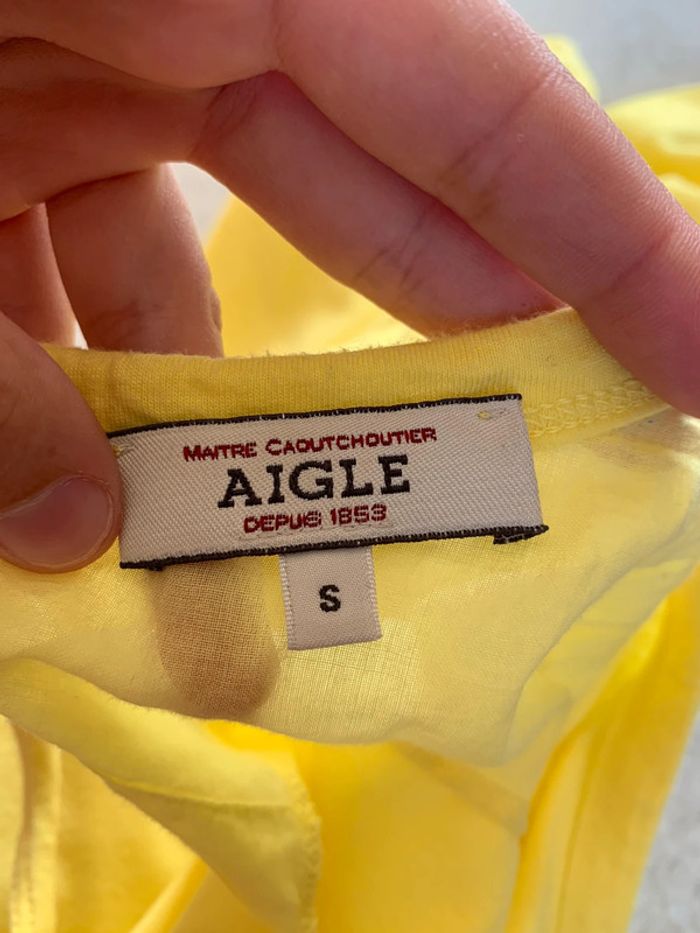 MAITRE CAOUTCHOUTIER
AIGLE
DEPUIS 1853
S